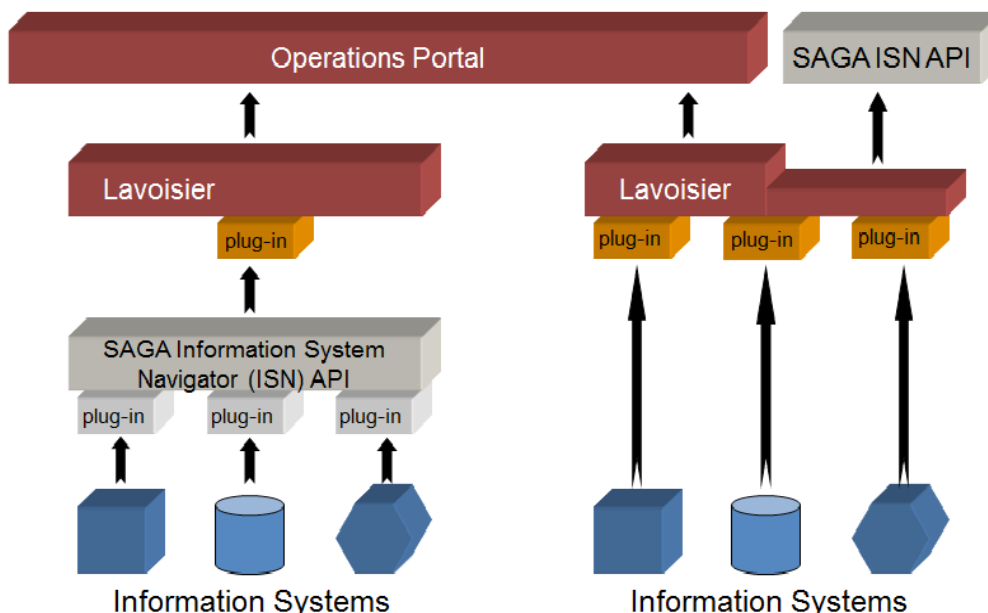 Operations Portal
SAGA ISN API
Lavoisier
Lavoisier
plug-in
plug-in
plug-in
plug-in
SAGA Information System
Navigator (ISN) API
plug-in
plug-in
plug-in
Information Systems
Information Systems